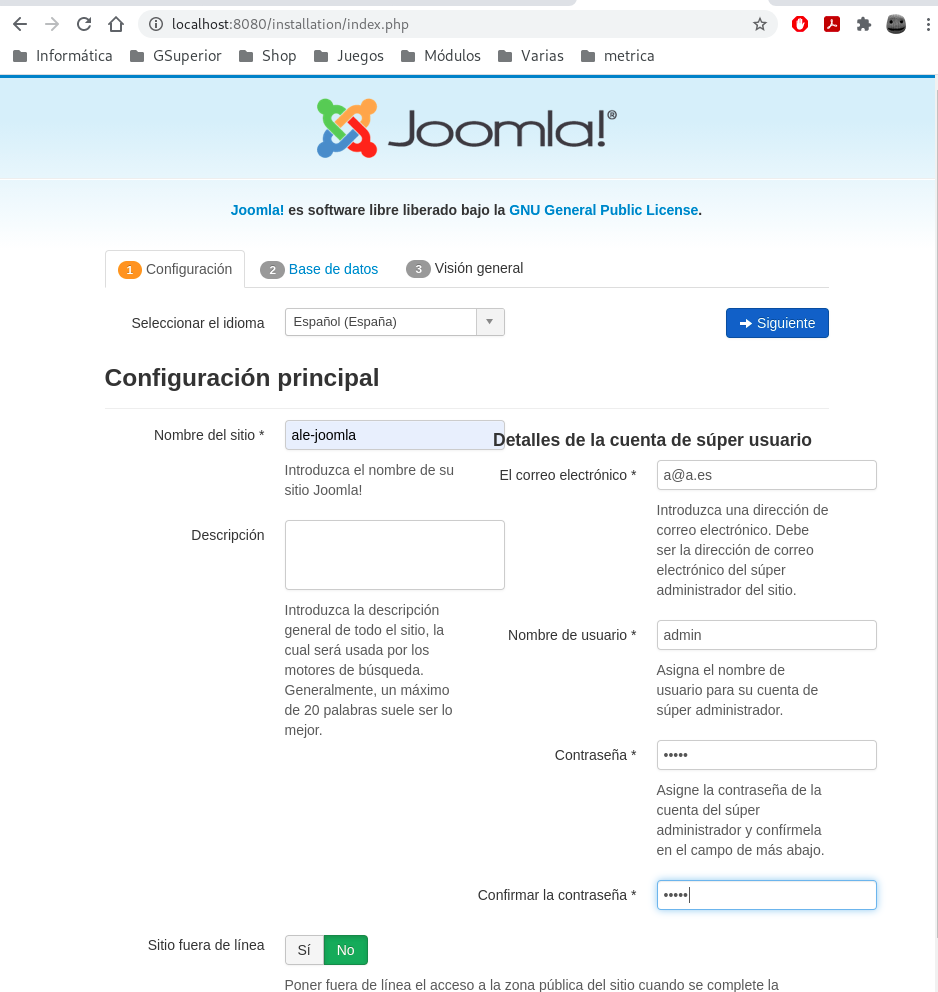 localhost:8080/installation/index.php
Informática GSuperior Shop Juegos Módulos Varias metrica
Joomla!®
Joomla! es software libre liberado bajo la GNU General Public License.
1 Configuración 2 Base de datos 3 Visión general
Seleccionar el idioma Español (España) Siguiente
Configuración principal
Nombre del sitio * ale-joomla
Introduzca el nombre de su
sitio Joomla!
Descripción
Introduzca la descripción
general de todo el sitio, la
cual será usada por los
motores de búsqueda.
Generalmente, un máximo
de 20 palabras suele ser lo
mejor.
Detalles de la cuenta de súper usuario
El correo electrónico * a@a.es
Introduzca una dirección de
correo electrónico. Debe
ser la dirección de correo
electrónico del súper
administrador del sitio.
Nombre de usuario * admin
Asigna el nombre de
usuario para su cuenta de
súper administrador.
Contraseña * •••••
Asigne la contraseña de la
cuenta del súper
administrador y confírmela
en el campo de más abajo.
Confirmar la contraseña * •••••
Sitio fuera de línea Sí No
Poner fuera de línea el acceso a la zona pública del sitio cuando se complete la